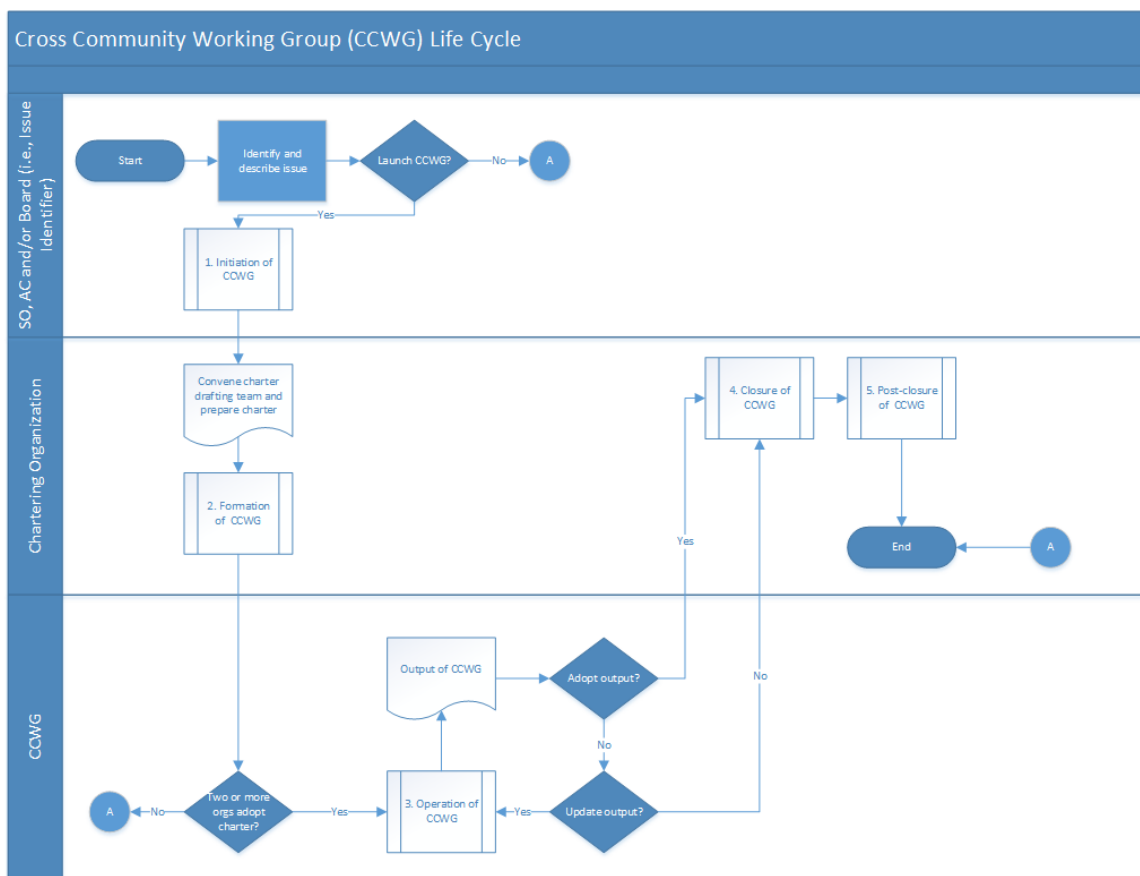 Cross Community Working Group (CCWG) Life Cycle
SO, AC and/or Board (i.e., Issue
Identifier)
Start
Identify and
describe issue
Launch CCWG?
No
A
Yes
1. Initiation of
CCWG
Chartering Organization
Convene charter
drafting team and
prepare charter
2. Formation
of CCWG
4. Closure of
CCWG
5. Post-closure
of CCWG
Yes
End
A
CCWG
Output of CCWG
Adopt output?
No
No
A
No
Two or more
orgs adopt
charter?
Yes
3. Operation of
CCWG
Yes
Update output?